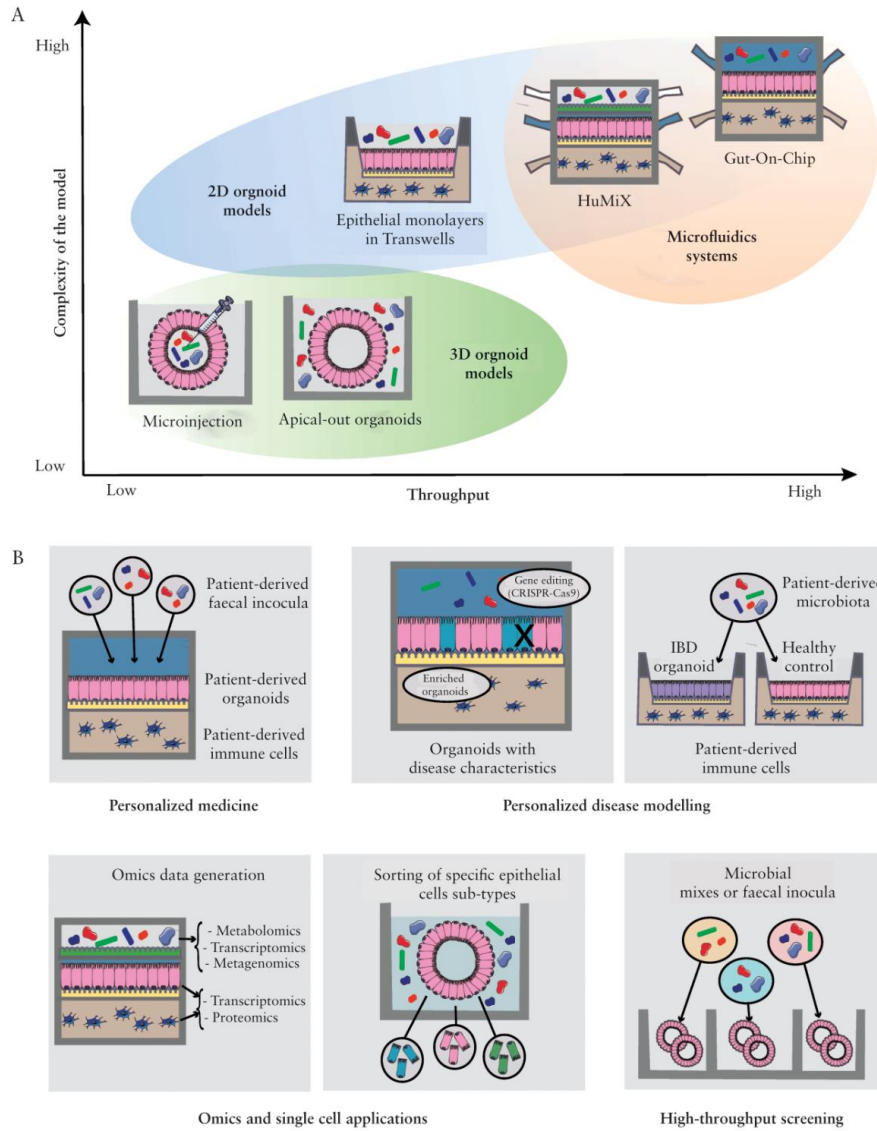 A
High
Complexity of the model
Low
Low
Throughput
High
2D orgnoid
models
Epithelial monolayers
in Transwells
HuMiX
Gut-On-Chip
Microfluidics
systems
Microinjection
Apical-out organoids
3D orgnoid
models
B
Patient-derived
faecal incocula
Patient-derived
organoids
Patient-derived
immune cells
Personalized medicine
Gene editing
(CRISPR-Cas9)
X
Enriched
organoids
Organoids with
disease characteristics
Patient-derived
microbiota
IBD
organoid
Healthy
control
Patient-derived
immune cells
Personalized disease modelling
Omics data generation
- Metabolomics
- Transcriptomics
- Metagenomics
- Transcriptomics
- Proteomics
Sorting of specific epithelial
cells sub-types
Omics and single cell applications
Microbial
mixes or faecal inocula
High-throughput screening